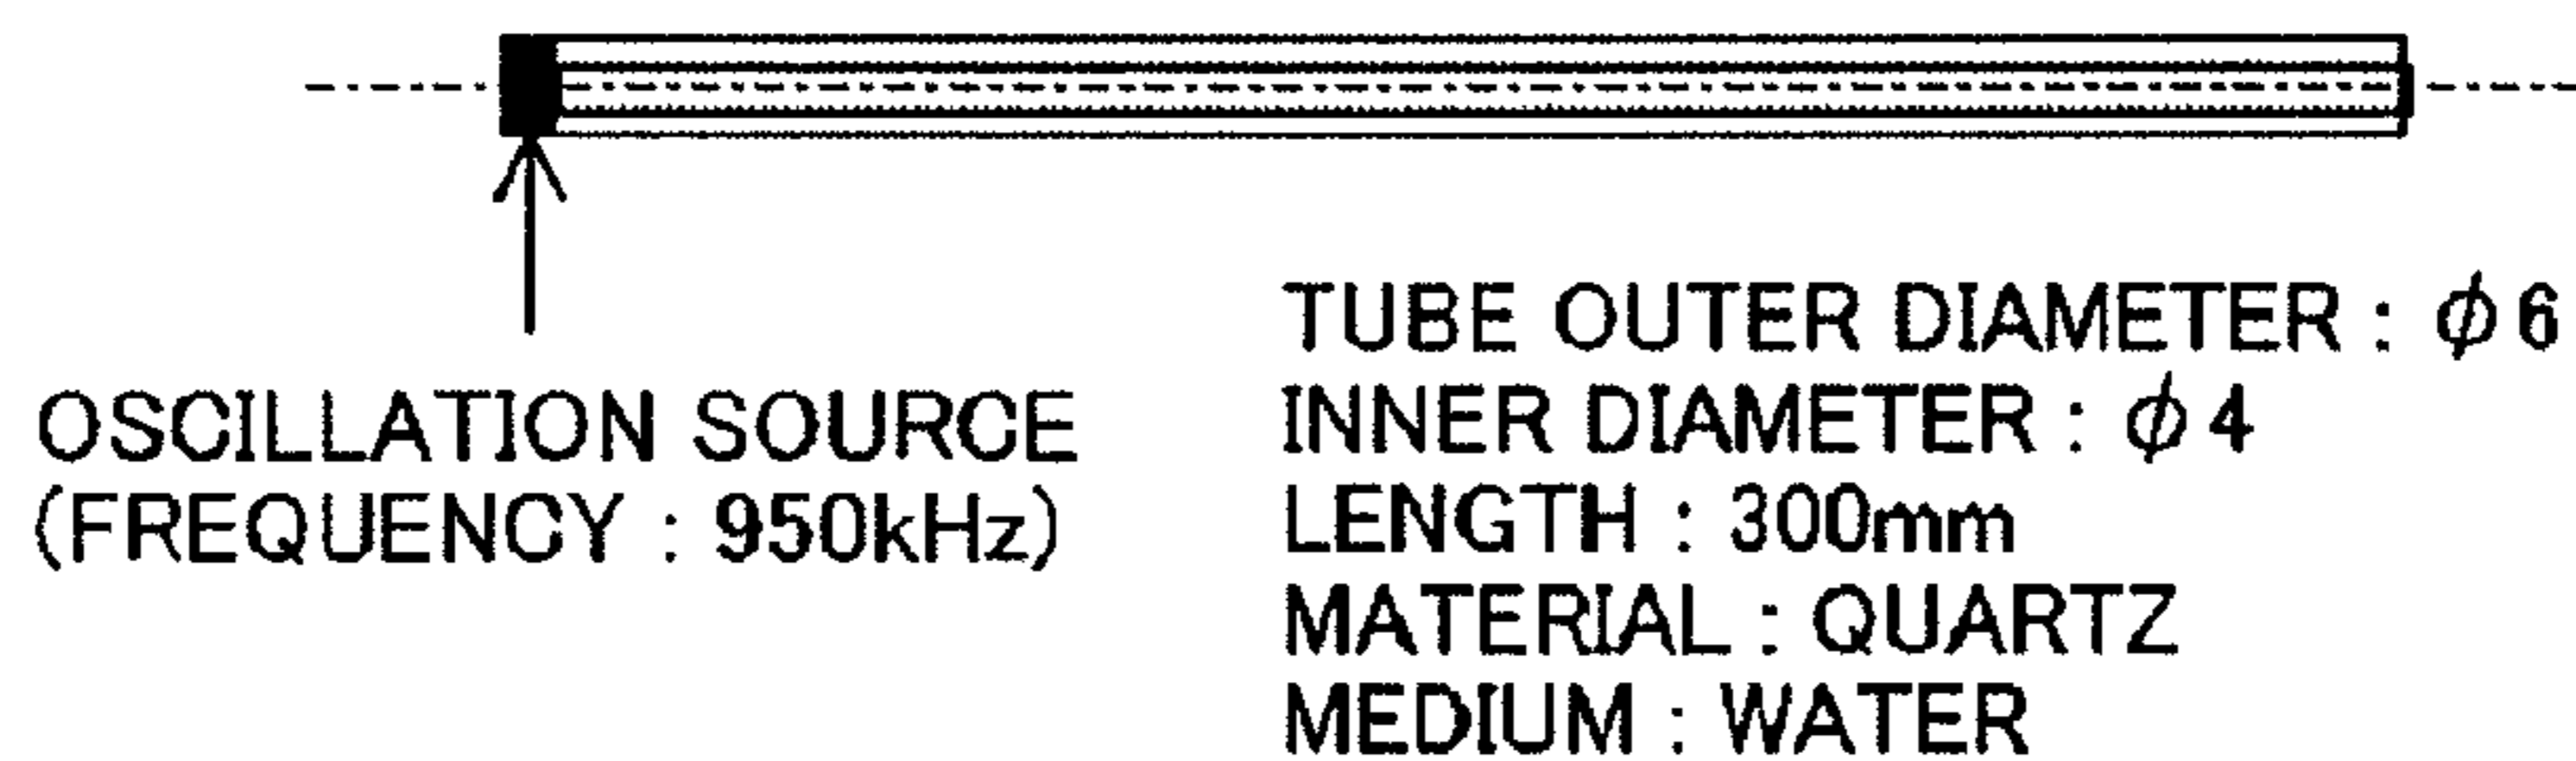 OSCILLATION SOURCE
(FREQUENCY : 950kHz)
TUBE OUTER DIAMETER : ϕ6
INNER DIAMETER : ϕ4
LENGTH : 300mm
MATERIAL : QUARTZ
MEDIUM : WATER